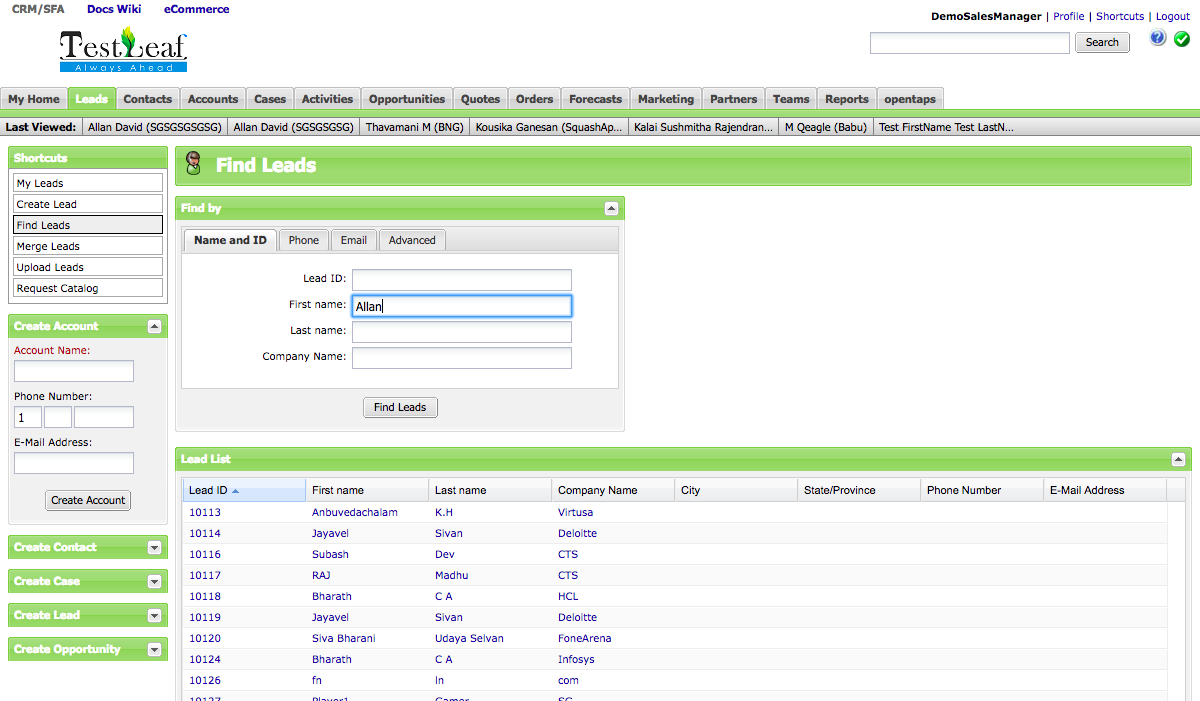 CRM/SFA Docs Wiki eCommerce
DemoSalesManager | Profile | Shortcuts | Logout
TestLeaf
Always Ahead
Search
My Home Leads Contacts Accounts Cases Activities Opportunities Quotes Orders Forecasts Marketing Partners Teams Reports opentaps
Last Viewed: Allan David (SGSGSGSGSG) Allan David (SGSGSGSG) Thavamani M (BNG) Kousika Ganesan (SquashAp... Kalai Sushmitha Rajendran... M Qeagle (Babu) Test FirstName Test LastN...
Shortcuts
My Leads
Create Lead
Find Leads
Merge Leads
Upload Leads
Request Catalog
Create Account
Account Name:
Phone Number:
1
E-Mail Address:
Create Account
Create Contact
Create Case
Create Lead
Create Opportunity
Find Leads
Find by
Name and ID Phone Email Advanced
Lead ID:
First name: Allan
Last name:
Company Name:
Find Leads
Lead List
Lead ID First name Last name Company Name City State/Province Phone Number E-Mail Address
10113 Anbuvedachalam K.H Virtusa
10114 Jayavel Sivan Deloitte
10116 Subash Dev CTS
10117 RAJ Madhu CTS
10118 Bharath C A HCL
10119 Jayavel Sivan Deloitte
10120 Siva Bharani Udaya Selvan FoneArena
10124 Bharath C A Infosys
10126 fn ln com
10127 Player1 Gamer SG